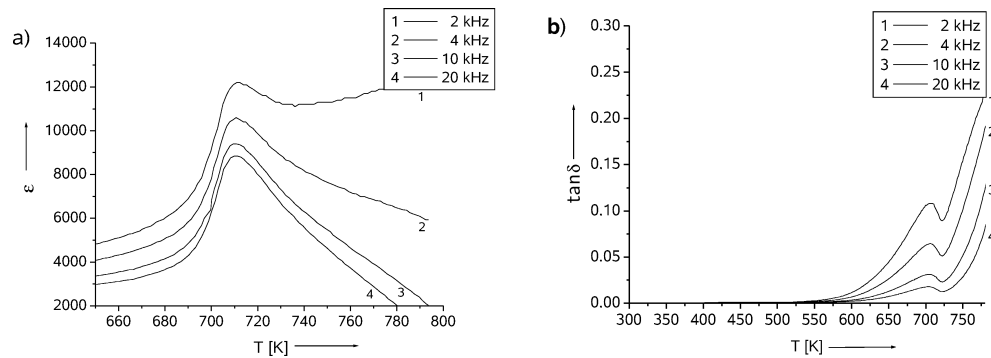 a)
1 2 kHz
2 4 kHz
3 10 kHz
4 20 kHz
14000
12000
10000
8000
6000
4000
2000
ε
1
2
3
4
660 680 700 720 740 760 780 800
T [K]
b)
1 2 kHz
2 4 kHz
3 10 kHz
4 20 kHz
0.30
0.25
0.20
0.15
0.10
0.05
0.00
tanδ
2
3
4
300 350 400 450 500 550 600 650 700 750
T [K]